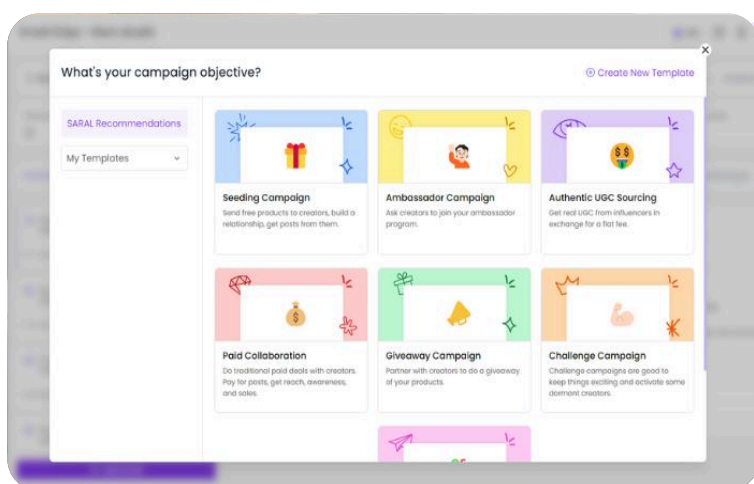 What's your campaign objective?
Create New Template
SARAL Recommendations
My Templates
Seeding Campaign
Send free products to creators, build a
relationship, get posts from them.
Ambassador Campaign
Ask creators to join your ambassador
program.
Authentic UGC Sourcing
Get real UGC from influencers in
exchange for a flat fee.
Paid Collaboration
Do traditional paid deals with creators.
Pay for posts, get reach, awareness,
and sales.
Giveaway Campaign
Partner with creators to do a giveaway
of your products.
Challenge Campaign
Challenge campaigns are good to
keep things exciting and activate some
dormant creators.